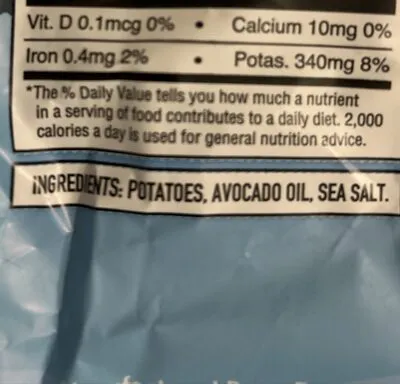 Vit. D 0.1mcg 0% • Calcium 10mg 0%
Iron 0.4mg 2% • Potas. 340mg 8%
*The % Daily Value tells you how much a nutrient
in a serving of food contributes to a daily diet. 2,000
calories a day is used for general nutrition advice.
INGREDIENTS: POTATOES, AVOCADO OIL, SEA SALT.